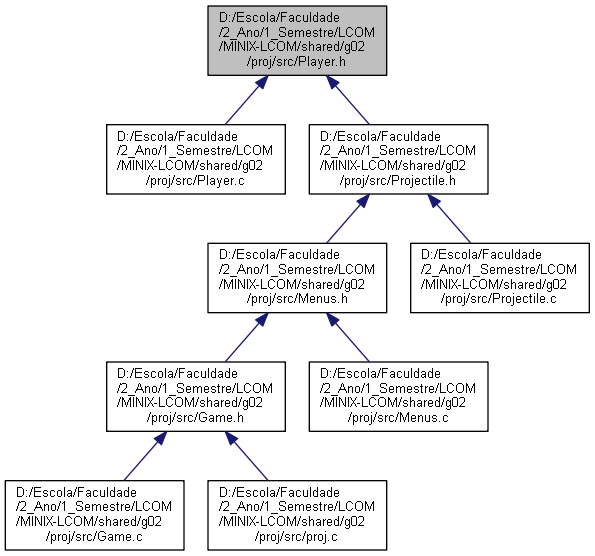 D:/Escola/Faculdade
/2_Ano/1_Semestre/LCOM
/MINIX-LCOM/shared/g02
/proj/src/Player.h
D:/Escola/Faculdade
/2_Ano/1_Semestre/LCOM
/MINIX-LCOM/shared/g02
/proj/src/Player.c
D:/Escola/Faculdade
/2_Ano/1_Semestre/LCOM
/MINIX-LCOM/shared/g02
/proj/src/Projectile.h
D:/Escola/Faculdade
/2_Ano/1_Semestre/LCOM
/MINIX-LCOM/shared/g02
/proj/src/Menus.h
D:/Escola/Faculdade
/2_Ano/1_Semestre/LCOM
/MINIX-LCOM/shared/g02
/proj/src/Projectile.c
D:/Escola/Faculdade
/2_Ano/1_Semestre/LCOM
/MINIX-LCOM/shared/g02
/proj/src/Game.h
D:/Escola/Faculdade
/2_Ano/1_Semestre/LCOM
/MINIX-LCOM/shared/g02
/proj/src/Menus.c
D:/Escola/Faculdade
/2_Ano/1_Semestre/LCOM
/MINIX-LCOM/shared/g02
/proj/src/Game.c
D:/Escola/Faculdade
/2_Ano/1_Semestre/LCOM
/MINIX-LCOM/shared/g02
/proj/src/proj.c